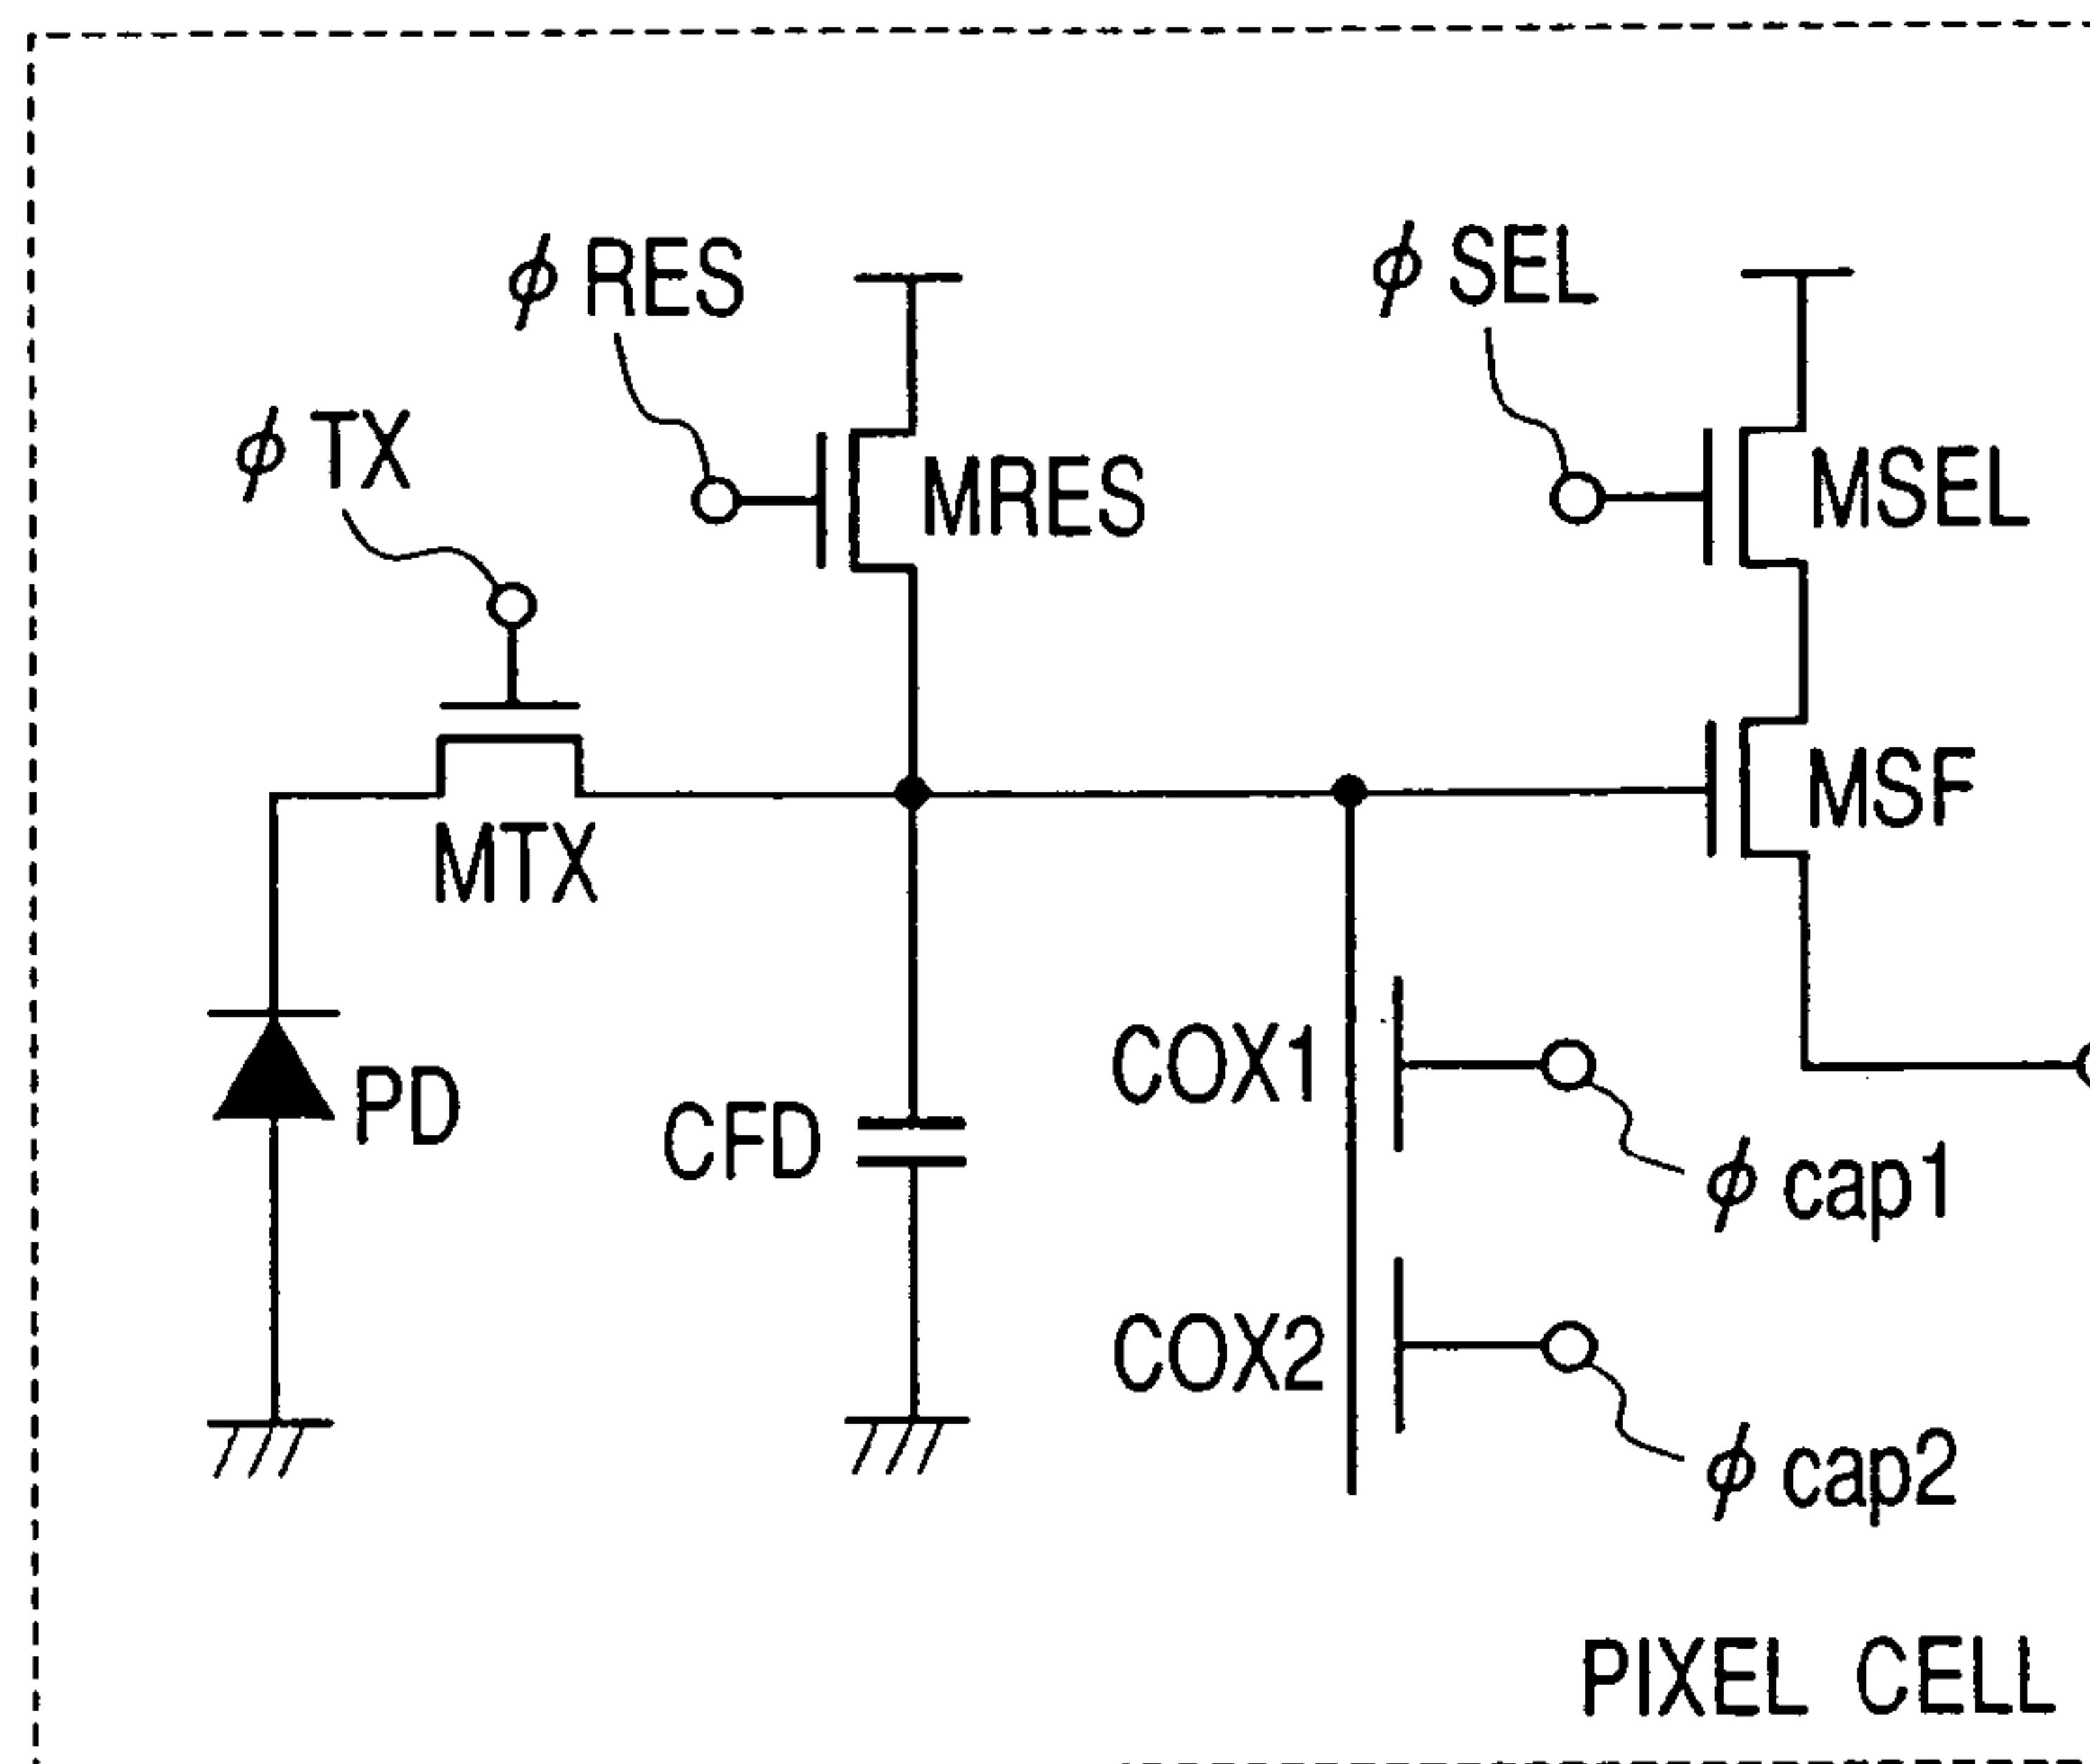 ϕ RES
ϕ SEL
ϕ TX
MRES
MSEL
MSF
MTX
COX1
PD
CFD
ϕ cap1
COX2
ϕ cap2
PIXEL CELL